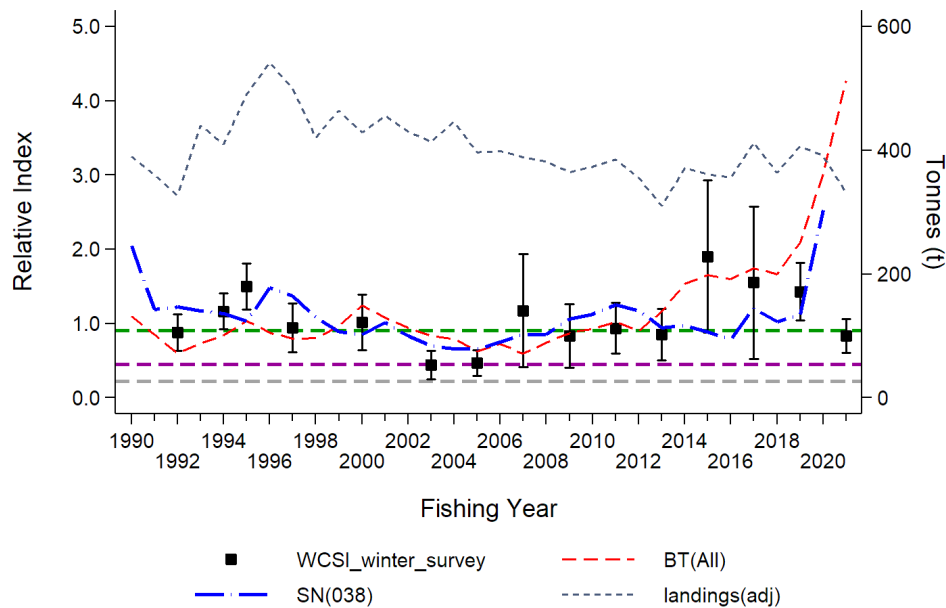 5.0
4.0
3.0
2.0
1.0
0.0
Relative Index
600
400
200
0
Tonnes (t)
1990 1994 1998 2002 2006 2010 2014 2018
1992 1996 2000 2004 2008 2012 2016 2020
Fishing Year
WCSI_winter_survey BT(All)
SN(038) landings(adj)